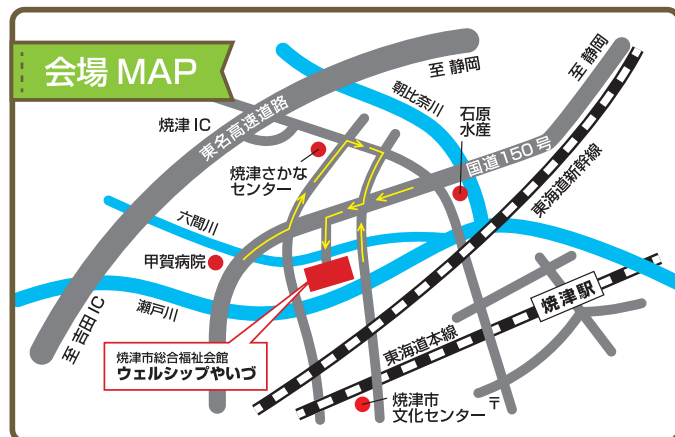 会場 MAP
至 静岡
至 静岡
朝比奈川
石原
水産
焼津 IC
東名高速道路
国道150号
焼津さかな
センター
東海道新幹線
六間川
甲賀病院
瀬戸川
焼津駅
至 吉田 IC
東海道本線
焼津市総合福祉会館
ウェルシップやいづ
焼津市
文化センター
〒